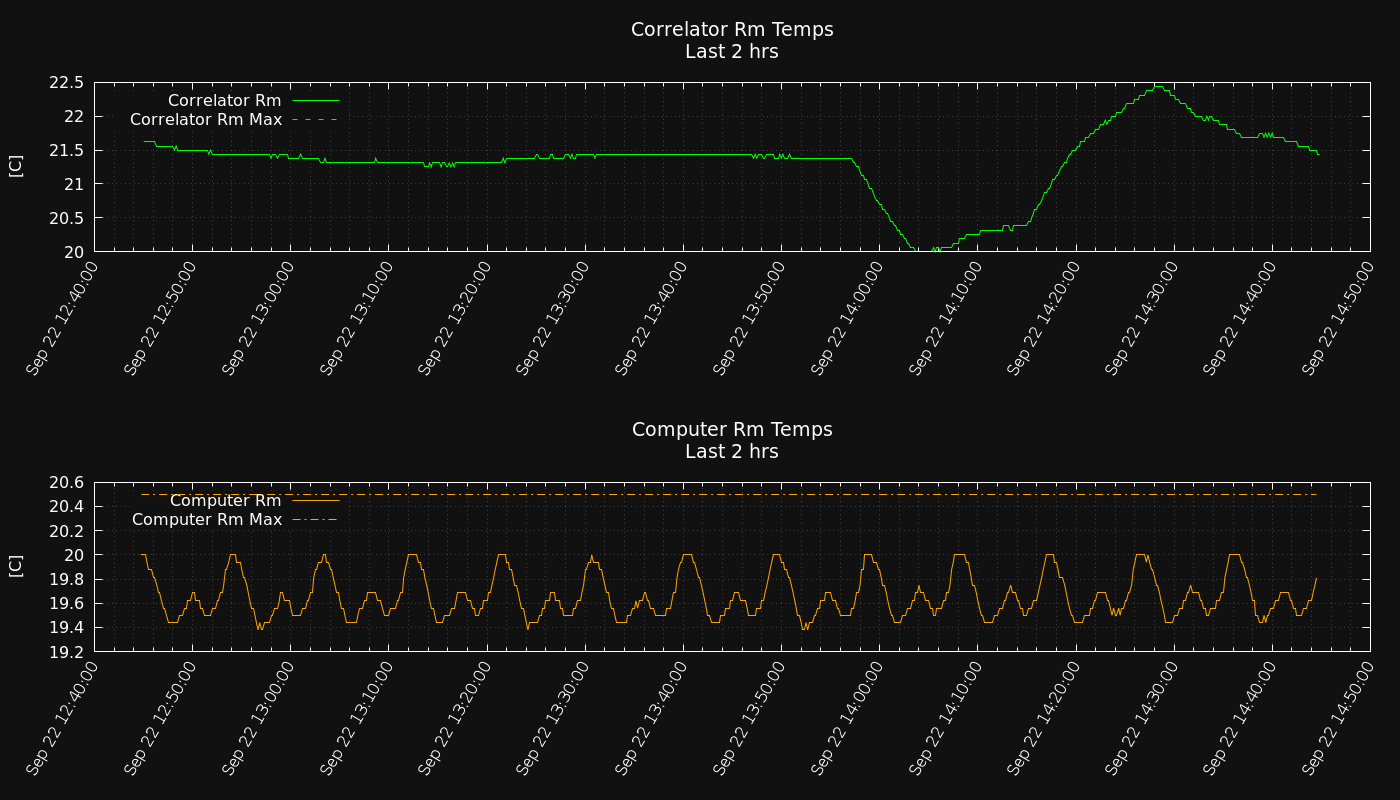 Correlator Rm Temps
Last 2 hrs
22.5
22
21.5
21
20.5
20
[C]
Correlator Rm
Correlator Rm Max
Sep 22 12:40:00
Sep 22 12:50:00
Sep 22 13:00:00
Sep 22 13:10:00
Sep 22 13:20:00
Sep 22 13:30:00
Sep 22 13:40:00
Sep 22 13:50:00
Sep 22 14:00:00
Sep 22 14:10:00
Sep 22 14:20:00
Sep 22 14:30:00
Sep 22 14:40:00
Sep 22 14:50:00
Computer Rm Temps
Last 2 hrs
20.6
20.4
20.2
20
19.8
19.6
19.4
19.2
[C]
Computer Rm
Computer Rm Max
Sep 22 12:40:00
Sep 22 12:50:00
Sep 22 13:00:00
Sep 22 13:10:00
Sep 22 13:20:00
Sep 22 13:30:00
Sep 22 13:40:00
Sep 22 13:50:00
Sep 22 14:00:00
Sep 22 14:10:00
Sep 22 14:20:00
Sep 22 14:30:00
Sep 22 14:40:00
Sep 22 14:50:00